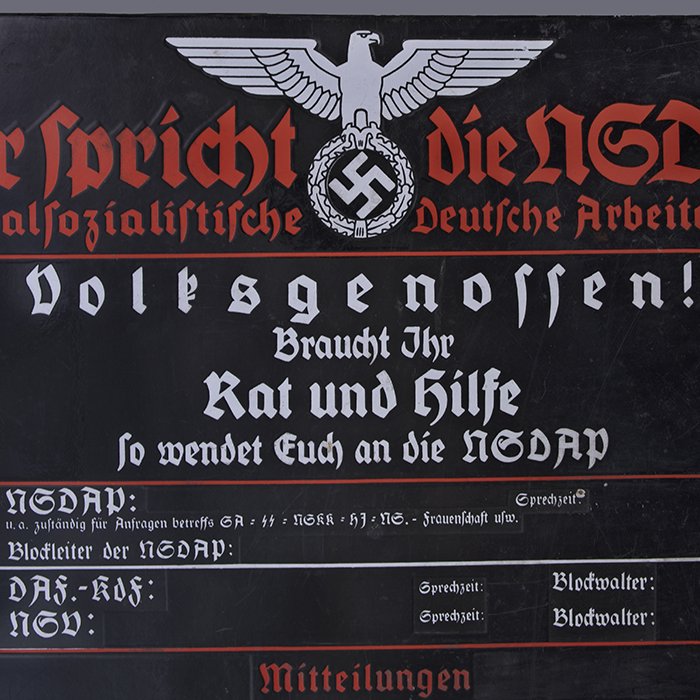 r spricht die NSD
alsozialistische Deutsche Arbeite
Volksgenossen!
Braucht Ihr
Rat und Hilfe
so wendet Euch an die NSDAP
NSDAP: Sprechzeit:
u. a. zuständig für Anfragen betreffs SA = SS = NSKK = HJ = NS. - Frauenschaft usw.
Blockleiter der NSDAP:
DAF.-KdF: Sprechzeit: Blockwalter:
NSV: Sprechzeit: Blockwalter:
Mitteilungen